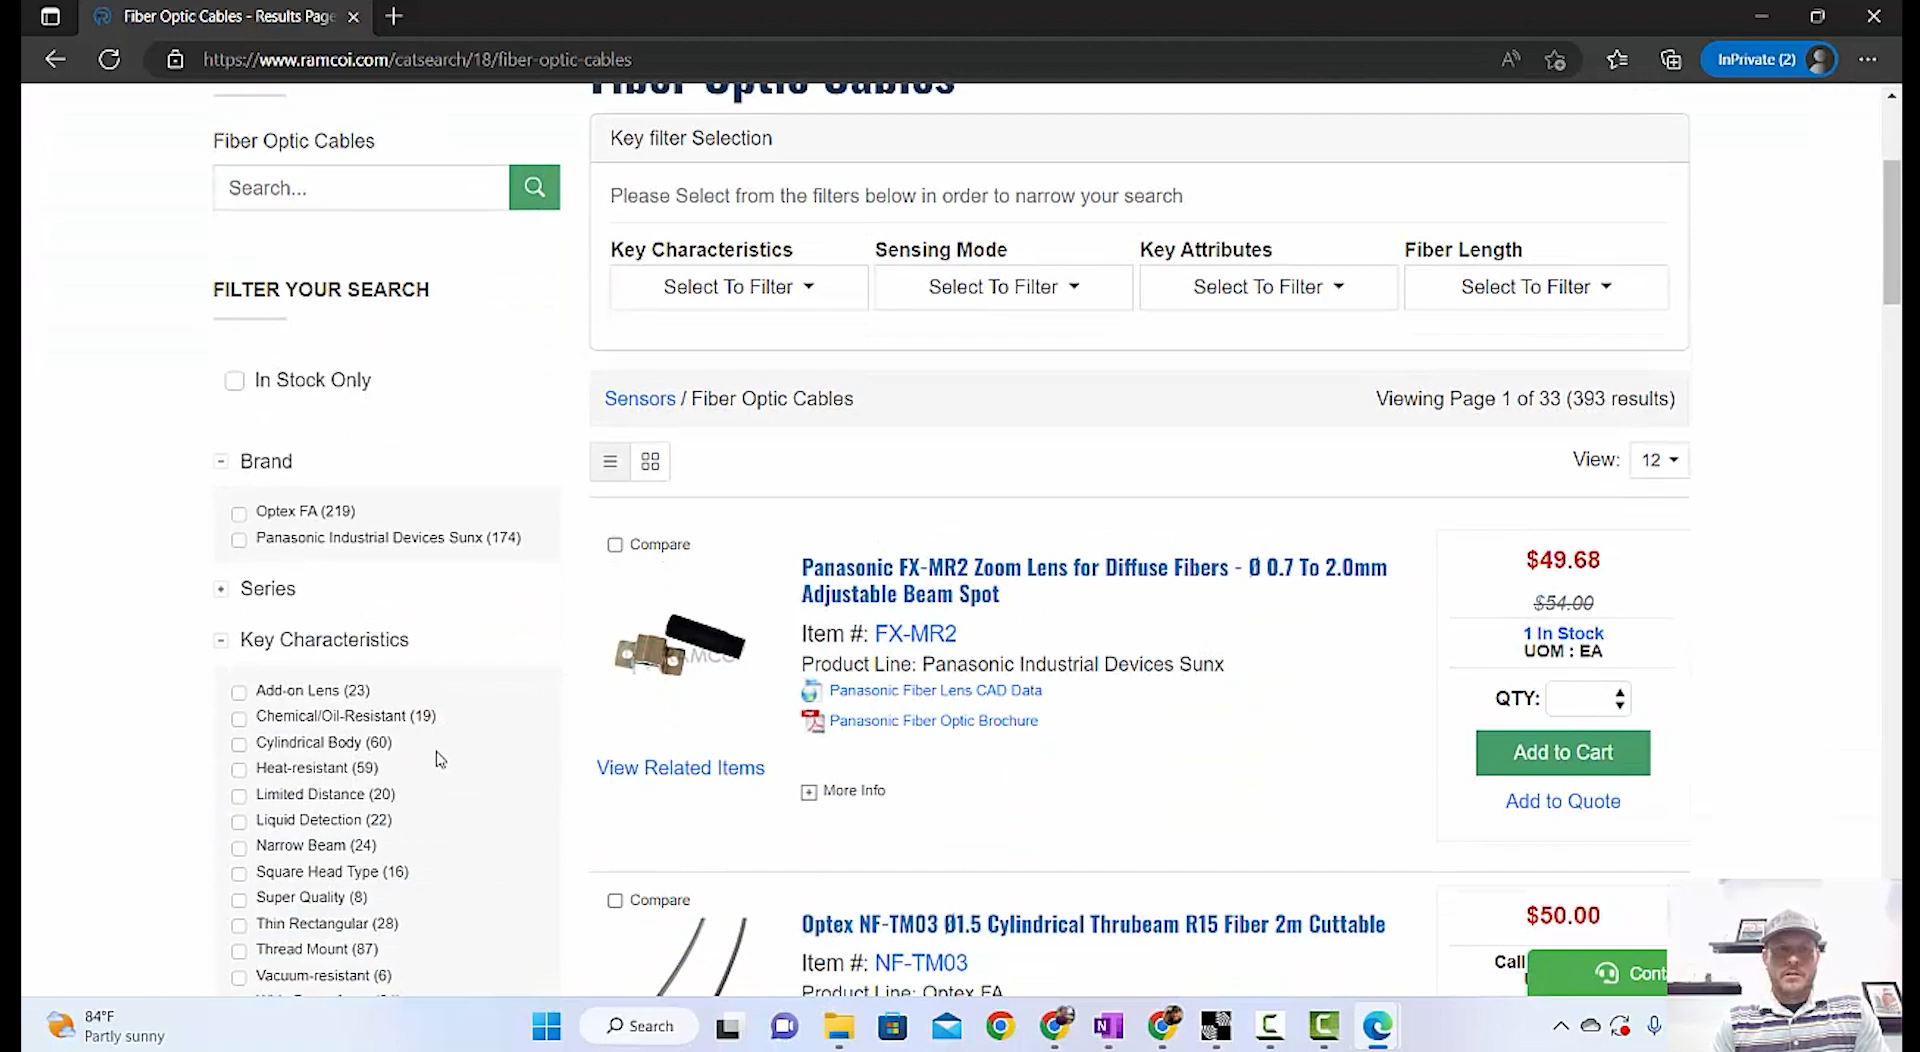 Fiber Optic Cables - Results Page
https://www.ramcoi.com/catsearch/18/fiber-optic-cables
InPrivate (2)
Fiber Optic Cables
Fiber Optic Cables
Search...
FILTER YOUR SEARCH
In Stock Only
Brand
Optex FA (219)
Panasonic Industrial Devices Sunx (174)
Series
Key Characteristics
Add-on Lens (23)
Chemical/Oil-Resistant (19)
Cylindrical Body (60)
Heat-resistant (59)
Limited Distance (20)
Liquid Detection (22)
Narrow Beam (24)
Square Head Type (16)
Super Quality (8)
Thin Rectangular (28)
Thread Mount (87)
Vacuum-resistant (6)
Key filter Selection
Please Select from the filters below in order to narrow your search
Key Characteristics Sensing Mode Key Attributes Fiber Length
Select To Filter Select To Filter Select To Filter Select To Filter
Sensors / Fiber Optic Cables Viewing Page 1 of 33 (393 results)
View: 12
Compare
Panasonic FX-MR2 Zoom Lens for Diffuse Fibers - Ø 0.7 To 2.0mm
Adjustable Beam Spot
Item #: FX-MR2
Product Line: Panasonic Industrial Devices Sunx
Panasonic Fiber Lens CAD Data
Panasonic Fiber Optic Brochure
View Related Items
More Info
$49.68
$54.00
1 In Stock
UOM : EA
QTY:
Add to Cart
Add to Quote
Compare
Optex NF-TM03 Ø1.5 Cylindrical Thrubeam R15 Fiber 2m Cuttable
Item #: NF-TM03
Product Line: Optex FA
$50.00
Call
Cont
84°F
Partly sunny
Search